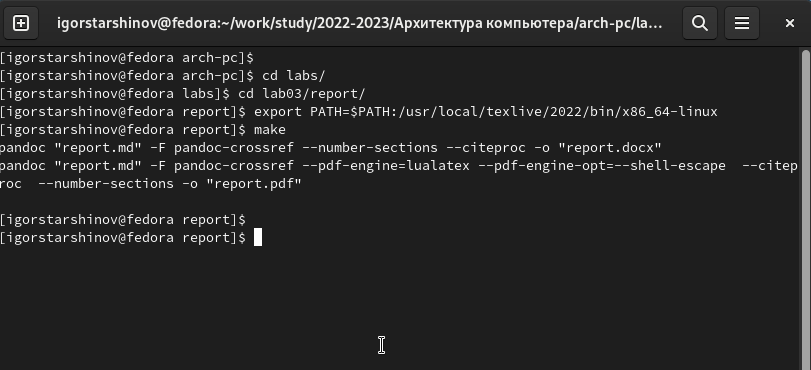 igorstarshinov@fedora:~/work/study/2022-2023/Архитектура компьютера/arch-pc/la...
[igorstarshinov@fedora arch-pc]$
[igorstarshinov@fedora arch-pc]$ cd labs/
[igorstarshinov@fedora labs]$ cd lab03/report/
[igorstarshinov@fedora report]$ export PATH=$PATH:/usr/local/texlive/2022/bin/x86_64-linux
[igorstarshinov@fedora report]$ make
pandoc "report.md" -F pandoc-crossref --number-sections --citeproc -o "report.docx"
pandoc "report.md" -F pandoc-crossref --pdf-engine=lualatex --pdf-engine-opt=--shell-escape  --citep
roc  --number-sections -o "report.pdf"
[igorstarshinov@fedora report]$
[igorstarshinov@fedora report]$